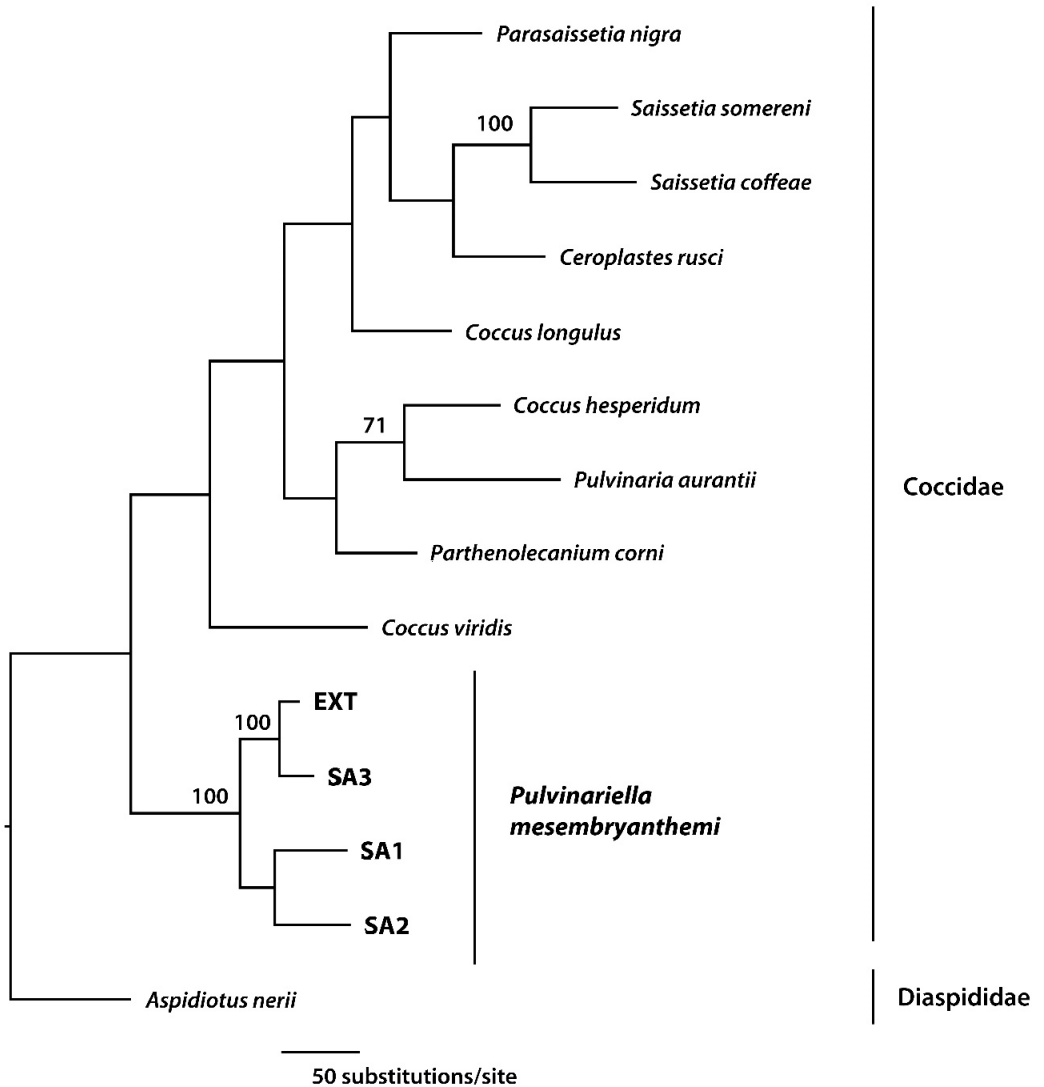 Parasaissetia nigra
Saissetia somereni
100
Saissetia coffeae
Ceroplastes rusci
Coccus longulus
Coccus hesperidum
71
Pulvinaria aurantii
Coccidae
Parthenolecanium corni
Coccus viridis
EXT
100
SA3
100
Pulvinariella
mesembryanthemi
SA1
SA2
Aspidiotus nerii
Diaspididae
50 substitutions/site